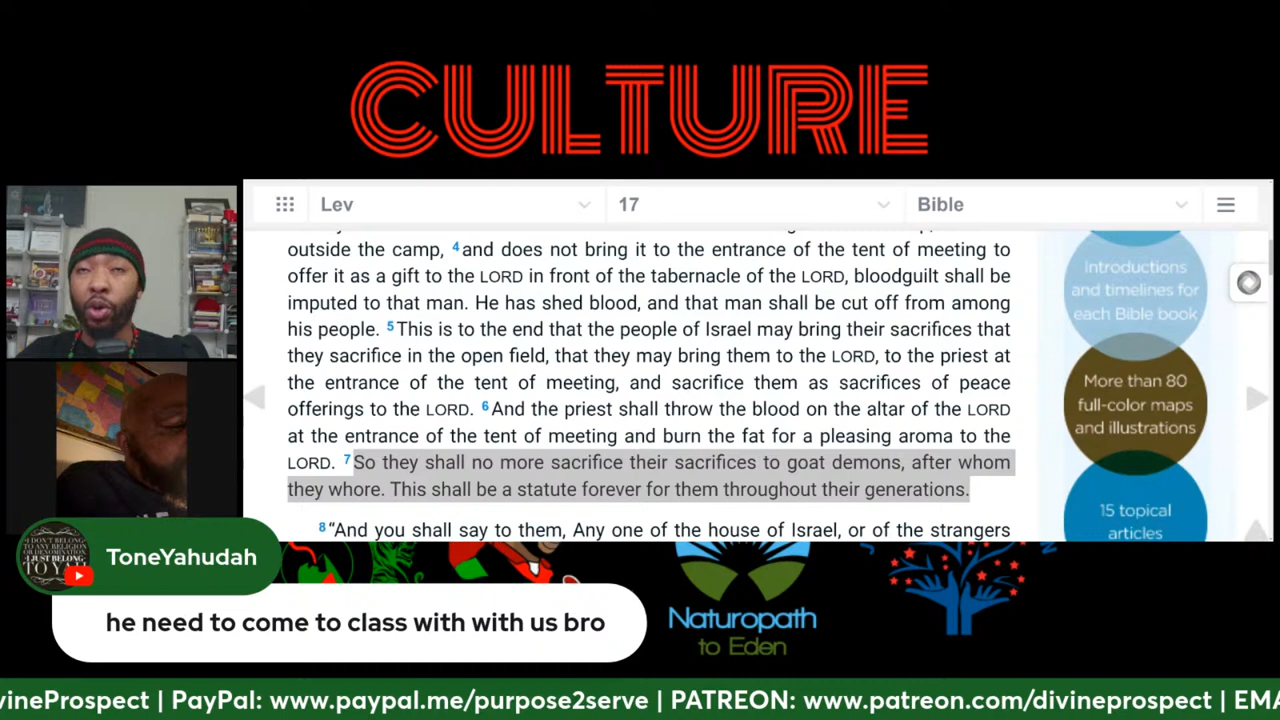 CULTURE
Lev 17 Bible
outside the camp, 4 and does not bring it to the entrance of the tent of meeting to
offer it as a gift to the LORD in front of the tabernacle of the LORD, bloodguilt shall be
imputed to that man. He has shed blood, and that man shall be cut off from among
his people. 5 This is to the end that the people of Israel may bring their sacrifices that
they sacrifice in the open field, that they may bring them to the LORD, to the priest at
the entrance of the tent of meeting, and sacrifice them as sacrifices of peace
offerings to the LORD. 6 And the priest shall throw the blood on the altar of the LORD
at the entrance of the tent of meeting and burn the fat for a pleasing aroma to the
LORD. 7 So they shall no more sacrifice their sacrifices to goat demons, after whom
they whore. This shall be a statute forever for them throughout their generations.
8 “And you shall say to them, Any one of the house of Israel, or of the strangers
Introductions
and timelines for
each Bible book
More than 80
full-color maps
and illustrations
15 topical
articles
I DON'T BELONG
TO ANY RELIGION
OR DENOMINATION
I JUST BELONG
TO YAH
ToneYahudah
he need to come to class with with us bro
Naturopath
to Eden
vineProspect | PayPal: www.paypal.me/purpose2serve | PATREON: www.patreon.com/divineprospect | EMA